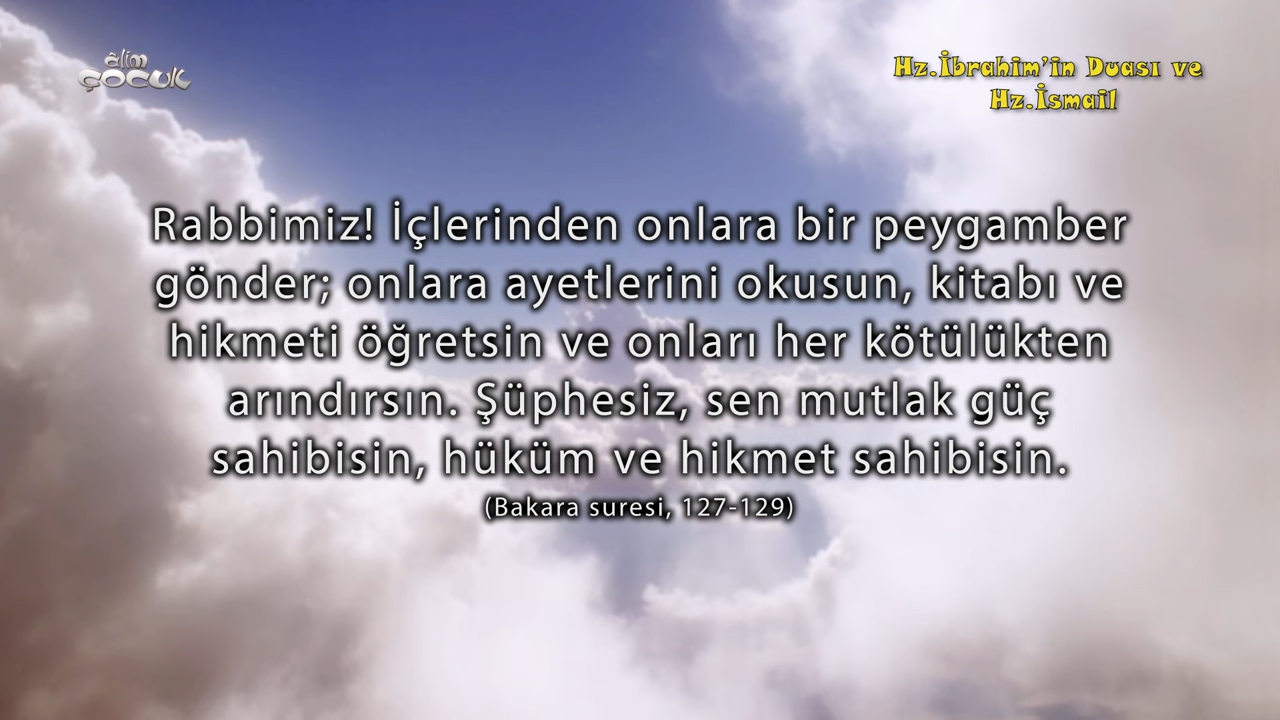 âlim
ÇOCUK
Hz.İbrahim'in Duası ve
Hz.İsmail
Rabbimiz! İçlerinden onlara bir peygamber
gönder; onlara ayetlerini okusun, kitabı ve
hikmeti öğretsin ve onları her kötülükten
arındırsın. Şüphesiz, sen mutlak güç
sahibisin, hüküm ve hikmet sahibisin.
(Bakara suresi, 127-129)